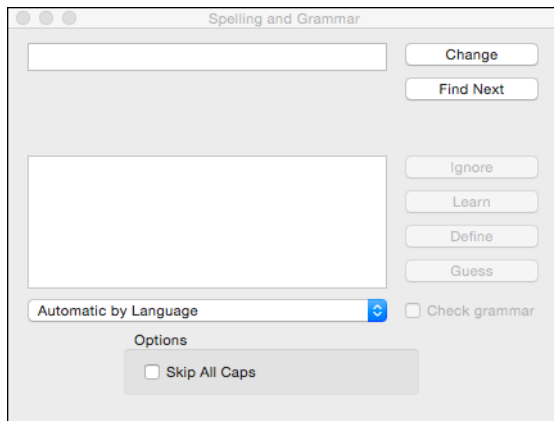 Spelling and Grammar
Change
Find Next
Ignore
Learn
Define
Guess
Automatic by Language
Check grammar
Options
Skip All Caps